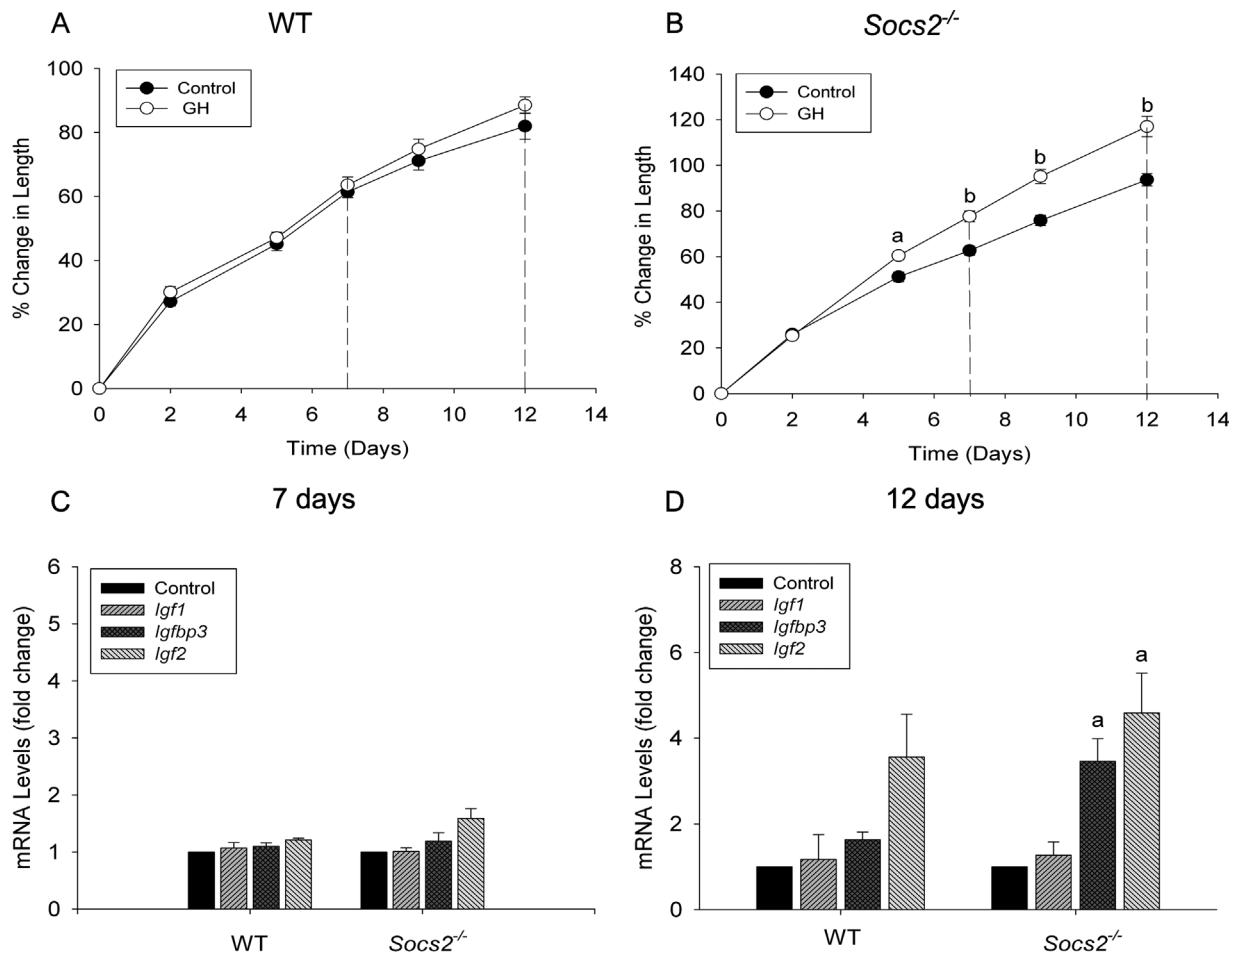 A WT
Control
GH
100
80
60
40
20
0
% Change in Length
0 2 4 6 8 10 12 14
Time (Days)
B Socs2-/-
Control
GH
140
120
100
80
60
40
20
0
% Change in Length
a
b
b
b
0 2 4 6 8 10 12 14
Time (Days)
C 7 days
Control
Igf1
Igfbp3
Igf2
6
5
4
3
2
1
0
mRNA Levels (fold change)
WT Socs2-/-
D 12 days
Control
Igf1
Igfbp3
Igf2
8
6
4
2
0
mRNA Levels (fold change)
a
a
WT Socs2-/-